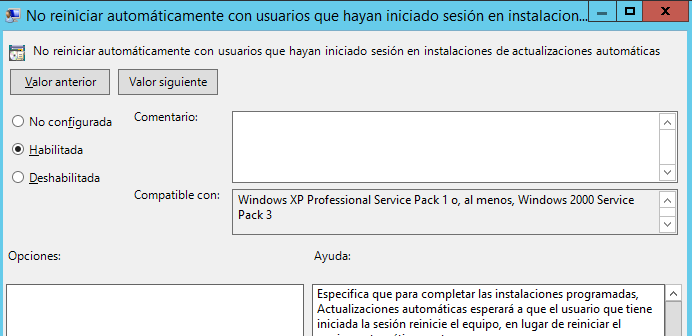 No reiniciar automáticamente con usuarios que hayan iniciado sesión en instalacion...
No reiniciar automáticamente con usuarios que hayan iniciado sesión en instalaciones de actualizaciones automáticas
Valor anterior
Valor siguiente
No configurada
Comentario:
Habilitada
Deshabilitada
Compatible con:
Windows XP Professional Service Pack 1 o, al menos, Windows 2000 Service
Pack 3
Opciones:
Ayuda:
Especifica que para completar las instalaciones programadas,
Actualizaciones automáticas esperará a que el usuario que tiene
iniciada la sesión reinicie el equipo, en lugar de reiniciar el